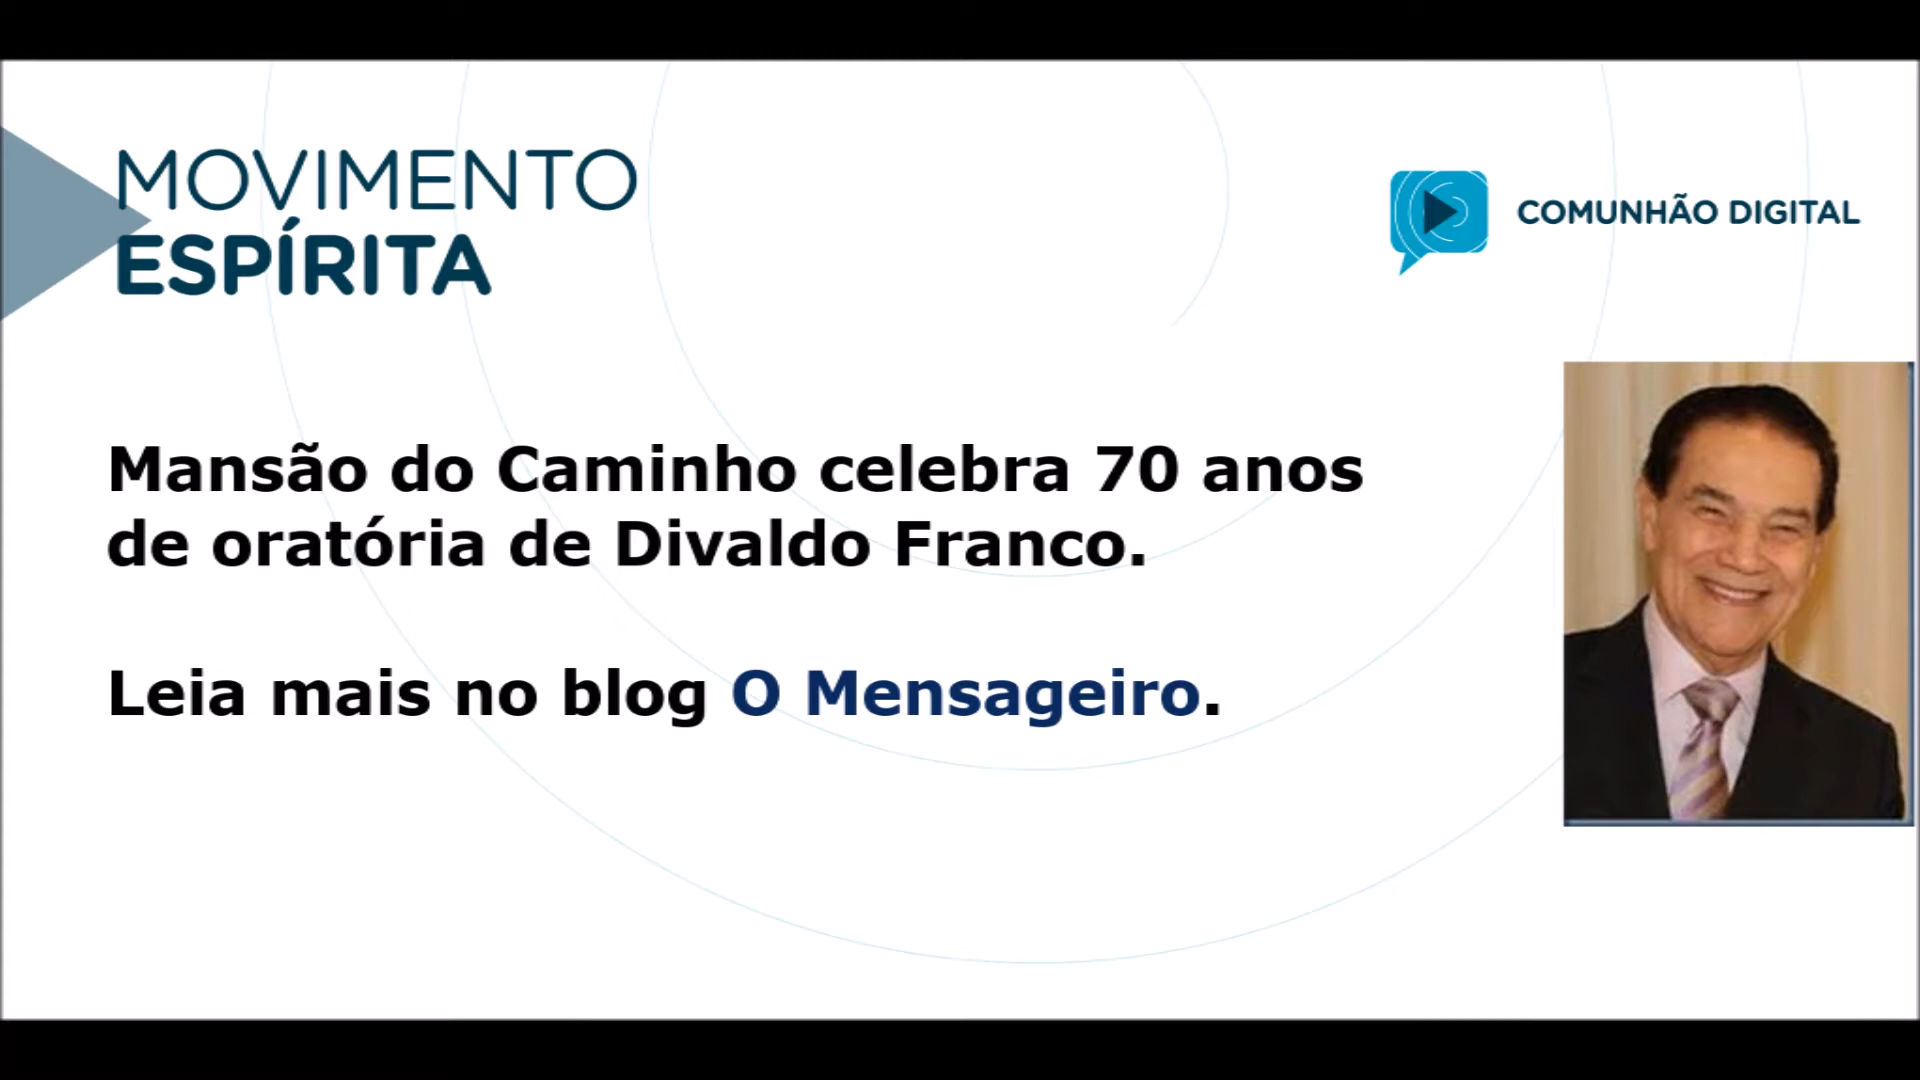 MOVIMENTO
ESPÍRITA
COMUNHÃO DIGITAL
Mansão do Caminho celebra 70 anos
de oratória de Divaldo Franco.
Leia mais no blog O Mensageiro.